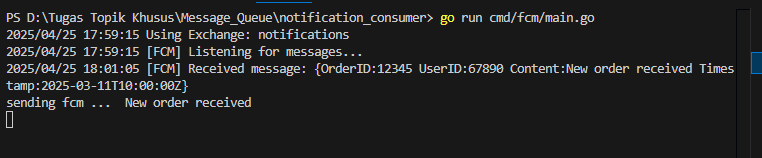 PS D:\Tugas Topik Khusus\Message_Queue\notification_consumer> go run cmd/fcm/main.go
2025/04/25 17:59:15 Using Exchange: notifications
2025/04/25 17:59:15 [FCM] Listening for messages...
2025/04/25 18:01:05 [FCM] Received message: {OrderID:12345 UserID:67890 Content:New order received Times
tamp:2025-03-11T10:00:00Z}
sending fcm ...  New order received